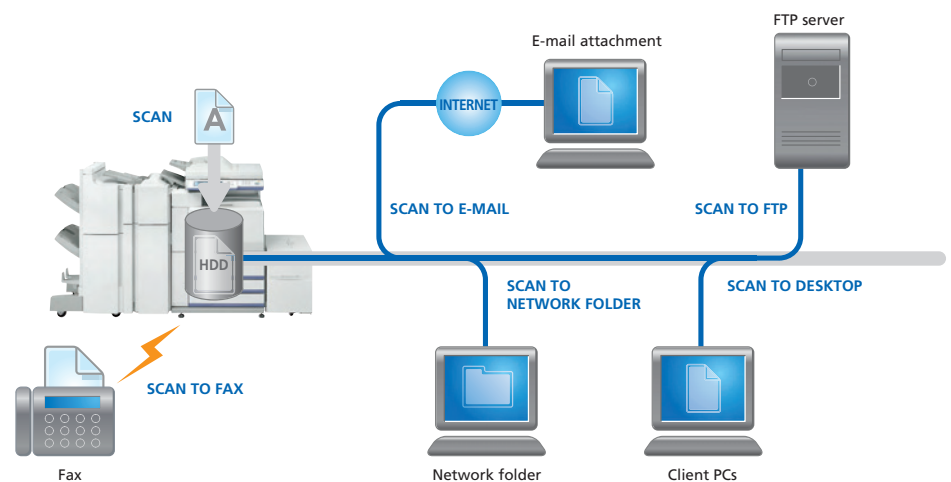 FTP server
E-mail attachment
INTERNET
SCAN
A
SCAN TO E-MAIL
SCAN TO FTP
HDD
SCAN TO
NETWORK FOLDER
SCAN TO DESKTOP
SCAN TO FAX
Fax
Network folder
Client PCs